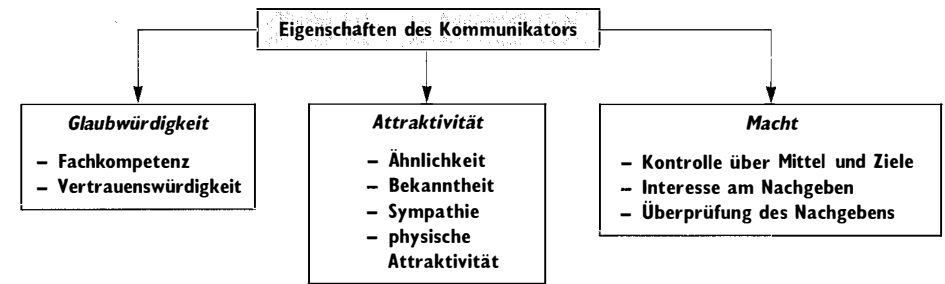 Eigenschaften des Kommunikators
Glaubwürdigkeit
– Fachkompetenz
– Vertrauenswürdigkeit
Attraktivität
– Ähnlichkeit
– Bekanntheit
– Sympathie
– physische
Attraktivität
Macht
– Kontrolle über Mittel und Ziele
– Interesse am Nachgeben
– Überprüfung des Nachgebens